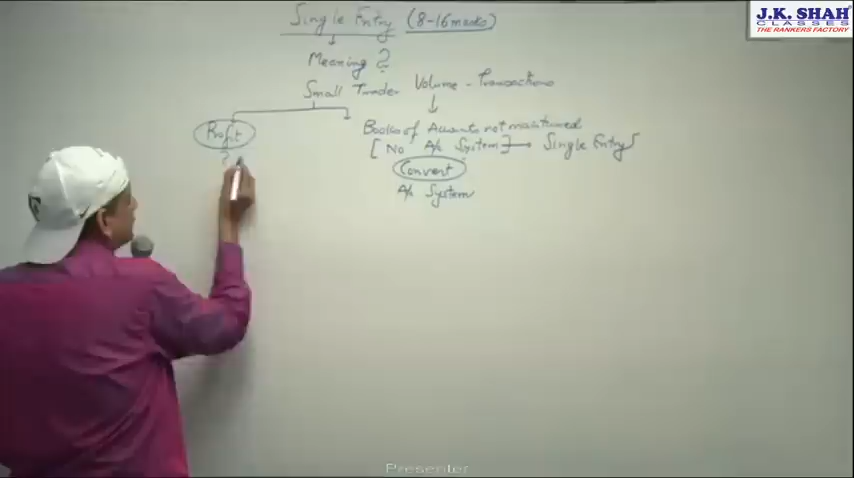 Single Entry (8-16 marks)
Meaning ?
Small Trader Volume - Transactions
Profit
?
Books of Accounts not maintained
[No A/c System] → Single Entry
Convert
A/c System
J.K. SHAH®
CLASSES
THE RANKERS FACTORY
Presenter